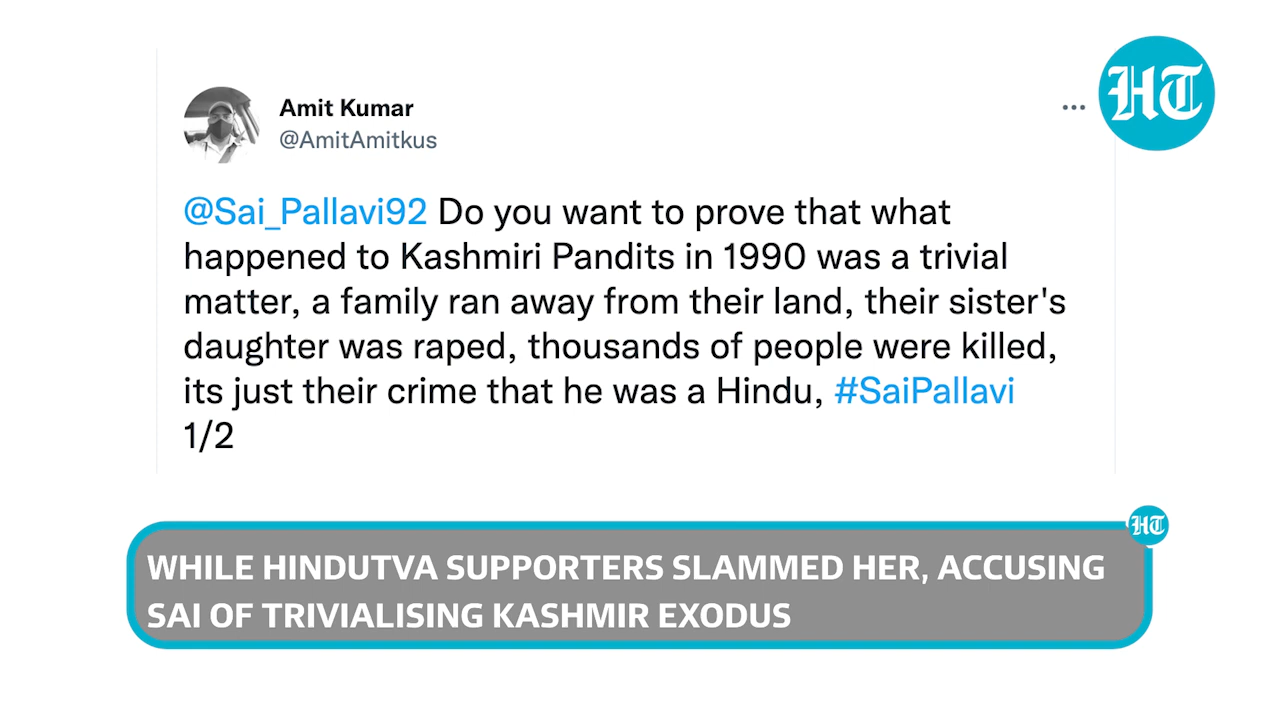 HT
Amit Kumar
@AmitAmitkus
...
@Sai_Pallavi92 Do you want to prove that what
happened to Kashmiri Pandits in 1990 was a trivial
matter, a family ran away from their land, their sister's
daughter was raped, thousands of people were killed,
its just their crime that he was a Hindu, #SaiPallavi
1/2
HT
WHILE HINDUTVA SUPPORTERS SLAMMED HER, ACCUSING
SAI OF TRIVIALISING KASHMIR EXODUS